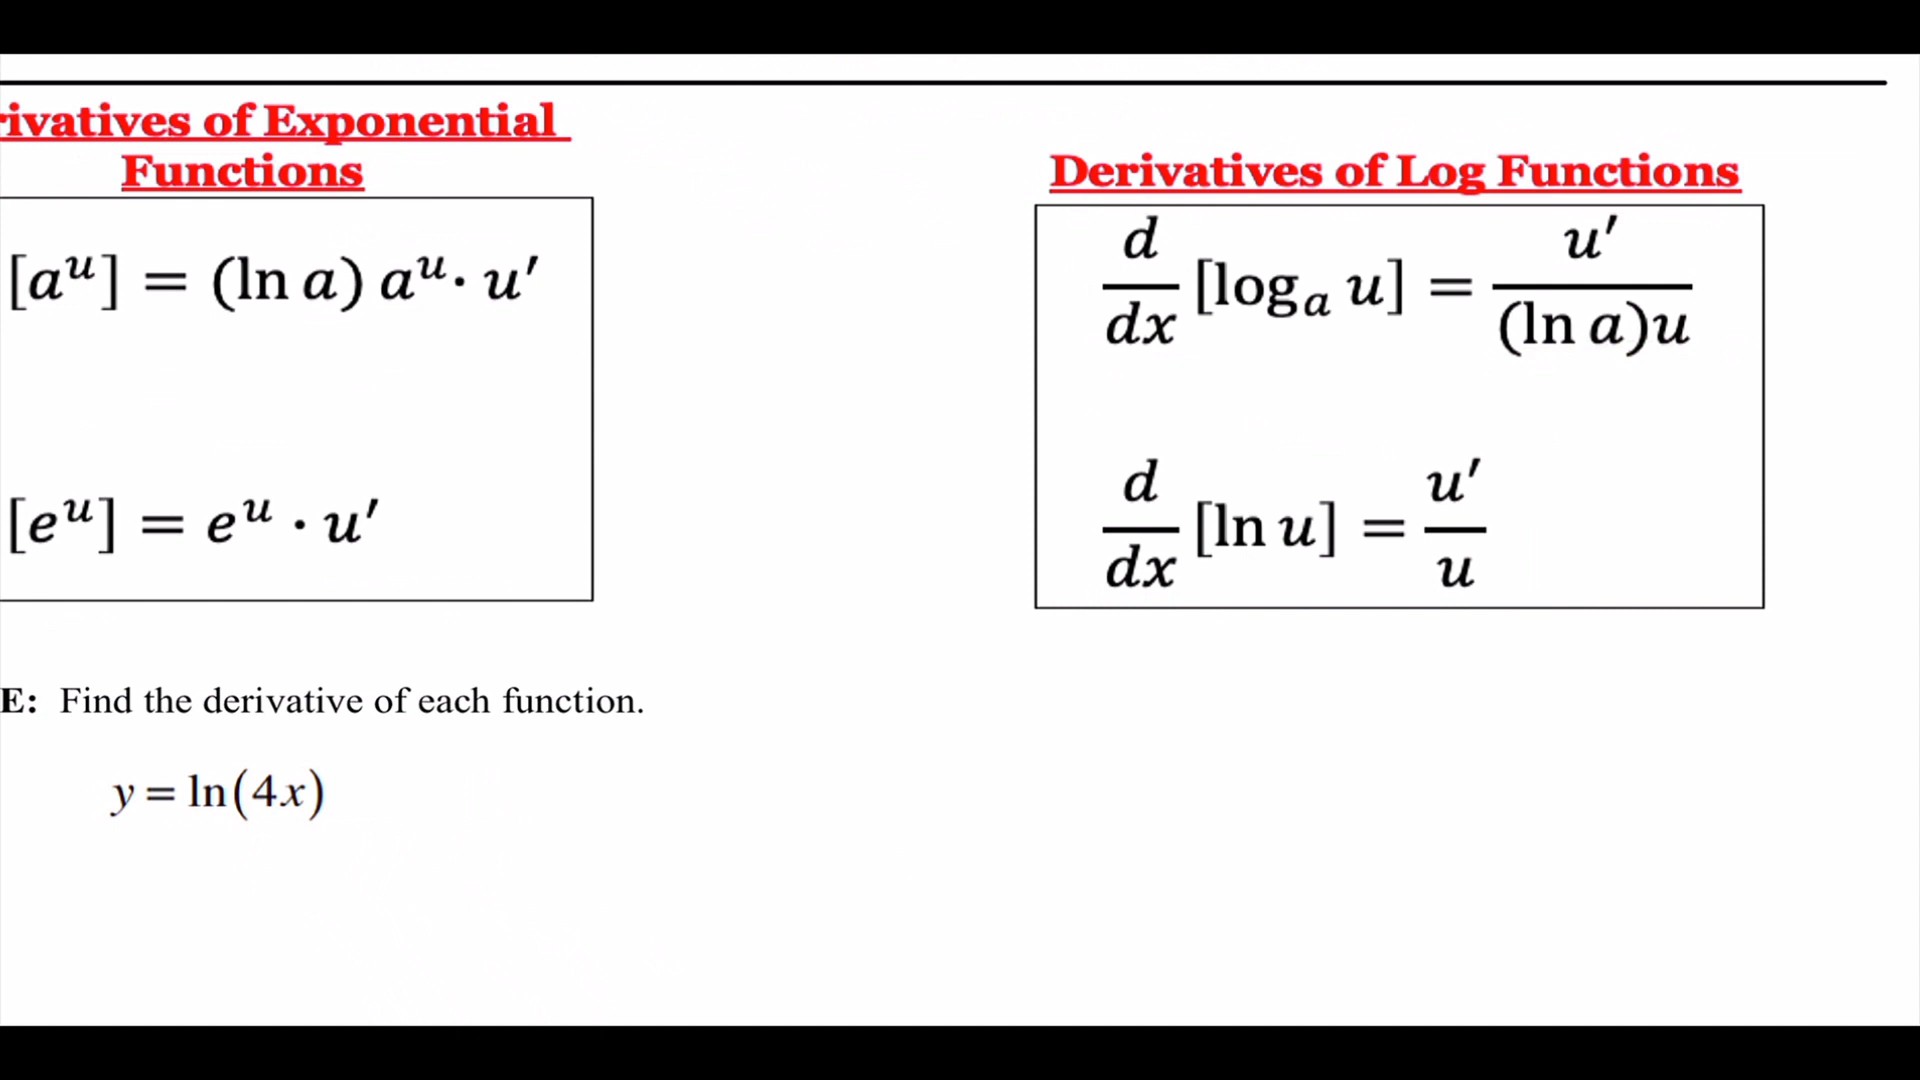 rivatives of Exponential
Functions
[a^u] = (ln a) a^u · u′
[e^u] = e^u · u′
Derivatives of Log Functions
d/dx [log_a u] = u′/(ln a)u
d/dx [ln u] = u′/u
E: Find the derivative of each function.
y = ln(4x)